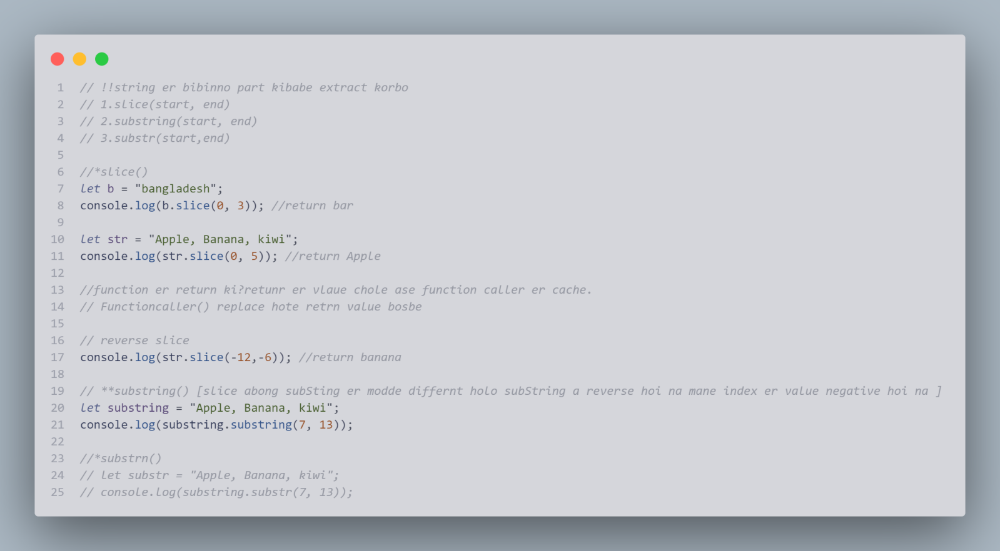 1 // !!string er bibinno part kibabe extract korbo
2 // 1.slice(start, end)
3 // 2.substring(start, end)
4 // 3.substr(start,end)
5
6 //*slice()
7 let b = "bangladesh";
8 console.log(b.slice(0, 3)); //return bar
9
10 let str = "Apple, Banana, kiwi";
11 console.log(str.slice(0, 5)); //return Apple
12
13 //function er return ki?retunr er vlaue chole ase function caller er cache.
14 // Functioncaller() replace hote retrn value bosbe
15
16 // reverse slice
17 console.log(str.slice(-12,-6)); //return banana
18
19 // **substring() [slice abong subSting er modde differnt holo subString a reverse hoi na mane index er value negative hoi na ]
20 let substring = "Apple, Banana, kiwi";
21 console.log(substring.substring(7, 13));
22
23 //*substrn()
24 // let substr = "Apple, Banana, kiwi";
25 // console.log(substring.substr(7, 13));